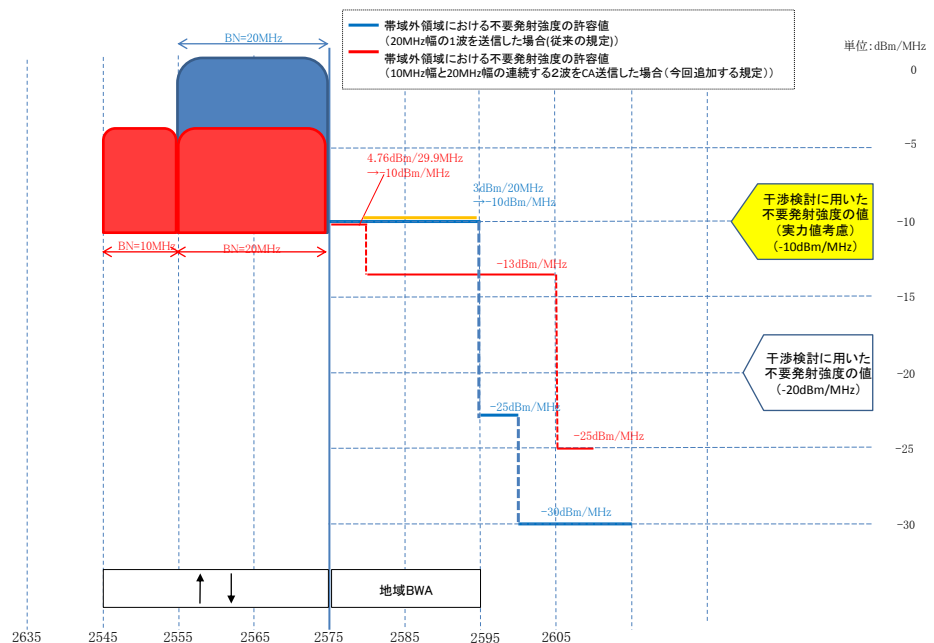 帯域外領域における不要発射強度の許容値
（20MHz幅の1波を送信した場合(従来の規定)）
帯域外領域における不要発射強度の許容値
（10MHz幅と20MHz幅の連続する２波をCA送信した場合（今回追加する規定））
単位：dBm/MHz
BN=20MHz
0
-5
4.76dBm/29.9MHz
→-10dBm/MHz
3dBm/20MHz
→-10dBm/MHz
干渉検討に用いた
不要発射強度の値
（実力値考慮）
(-10dBm/MHz)
-10
BN=10MHz
BN=20MHz
-13dBm/MHz
-15
干渉検討に用いた
不要発射強度の値
（-20dBm/MHz）
-20
-25dBm/MHz
-25dBm/MHz
-25
-30dBm/MHz
-30
地域BWA
2635
2545
2555
2565
2575
2585
2595
2605